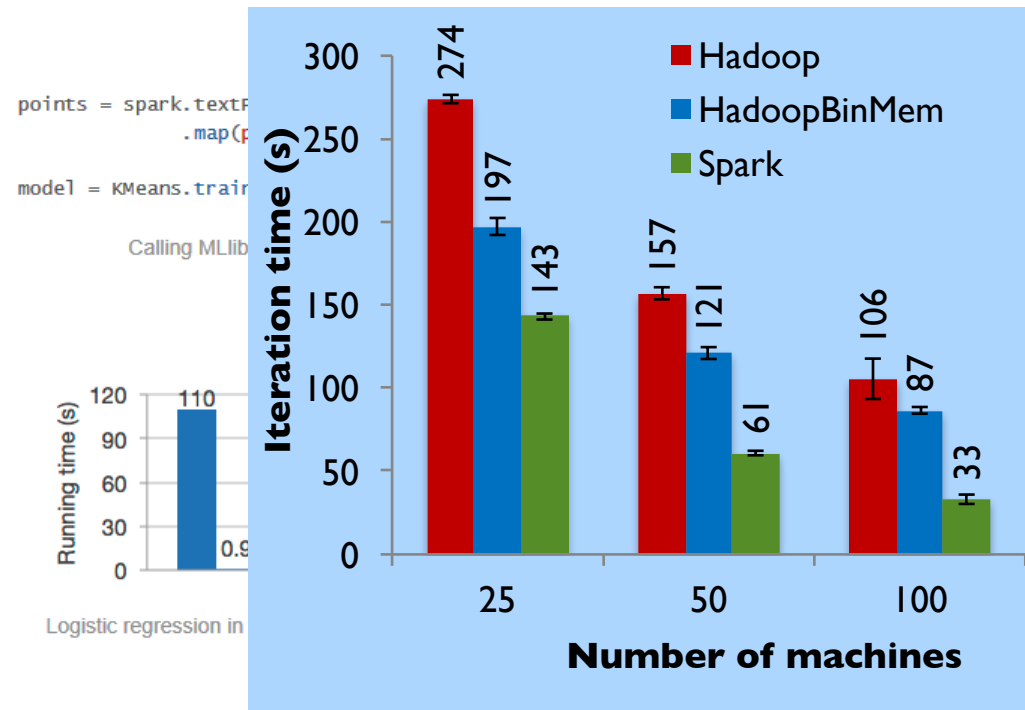 points = spark.textF
.map(p
model = KMeans.train
Calling MLlib
120
110
90
60
30
0.9
0
Running time (s)
Logistic regression in
300
250
200
150
100
50
0
Iteration time (s)
Hadoop
HadoopBinMem
Spark
274
197
143
157
121
61
106
87
33
25 50 100
Number of machines